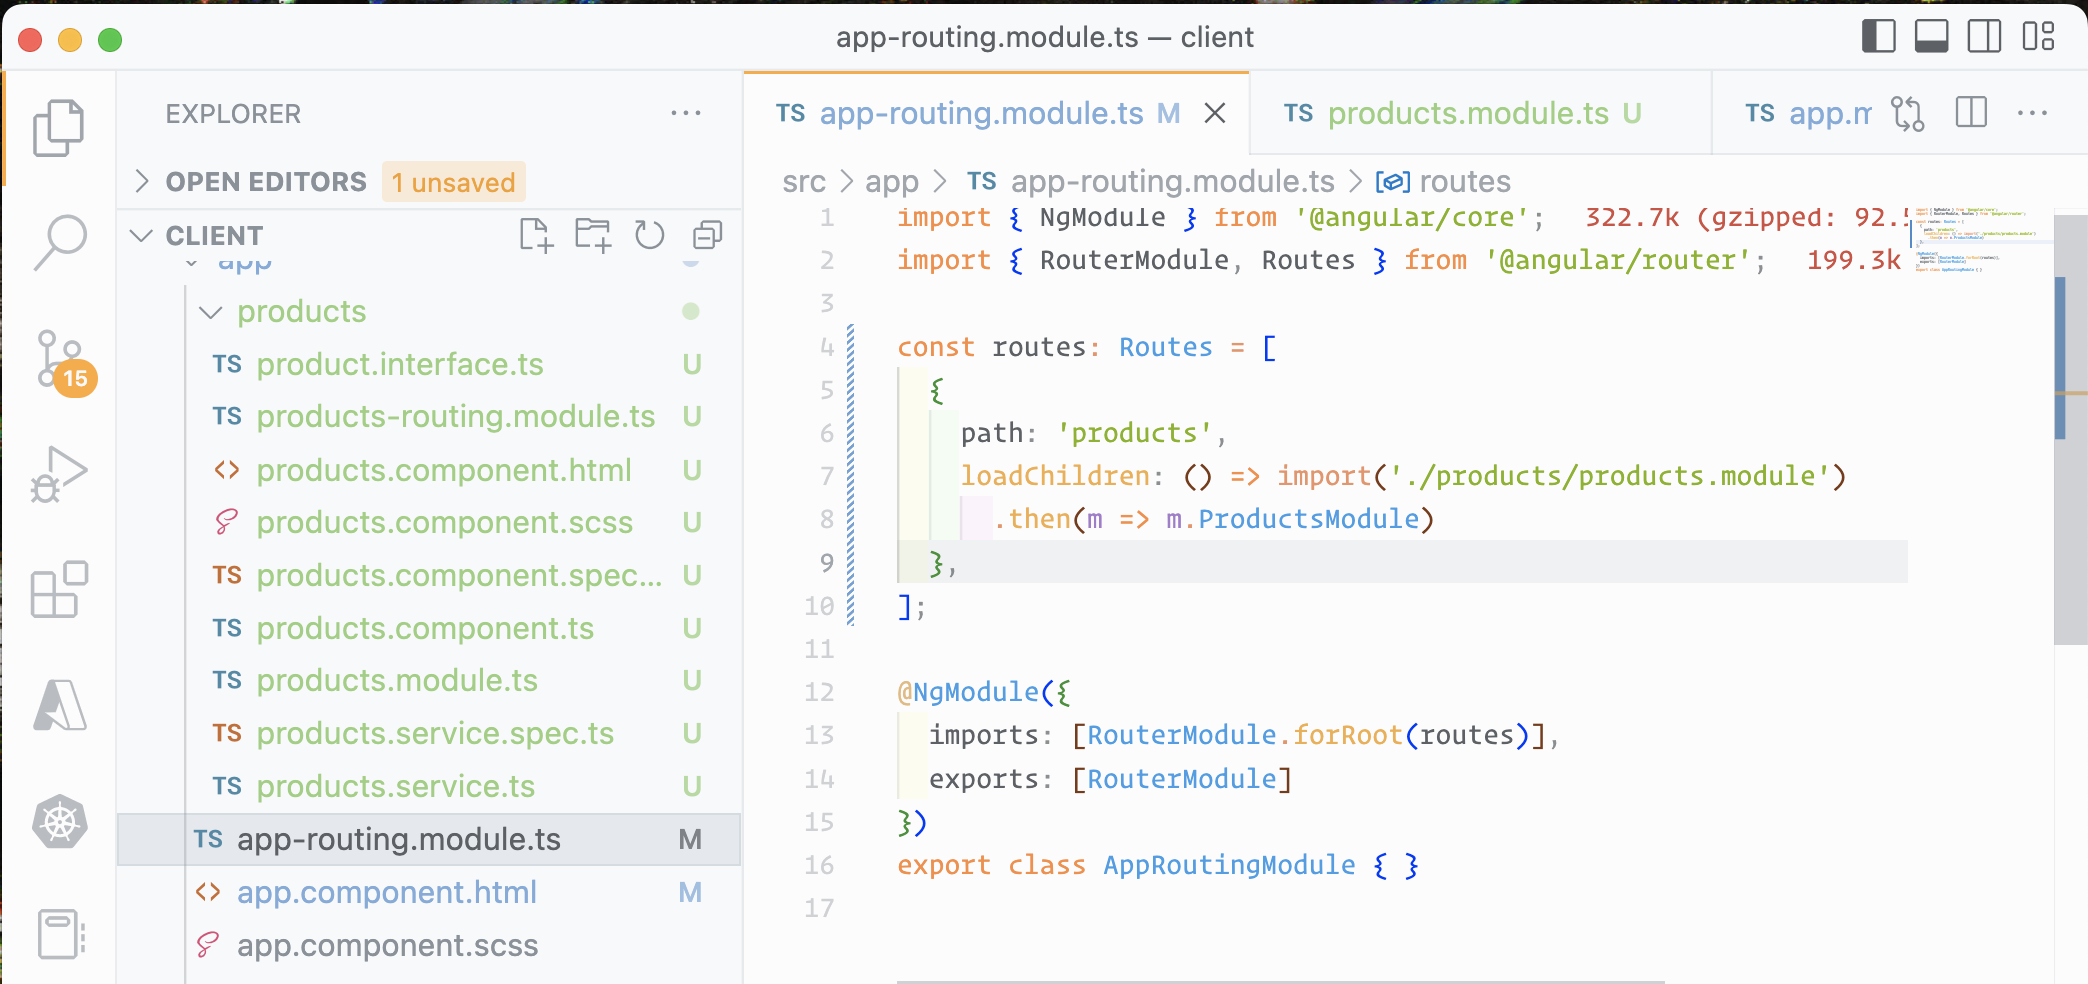 app-routing.module.ts — client
EXPLORER
OPEN EDITORS 1 unsaved
CLIENT
app
products
TS product.interface.ts U
TS products-routing.module.ts U
<> products.component.html U
products.component.scss U
TS products.component.spec... U
TS products.component.ts U
TS products.module.ts U
TS products.service.spec.ts U
TS products.service.ts U
TS app-routing.module.ts M
<> app.component.html M
app.component.scss
15
TS app-routing.module.ts M
TS products.module.ts U
TS app.m
src > app > TS app-routing.module.ts > routes
1 import { NgModule } from '@angular/core'; 322.7k (gzipped: 92.5
2 import { RouterModule, Routes } from '@angular/router'; 199.3k
3
4 const routes: Routes = [
5 {
6 path: 'products',
7 loadChildren: () => import('./products/products.module')
8 .then(m => m.ProductsModule)
9 },
10 ];
11
12 @NgModule({
13 imports: [RouterModule.forRoot(routes)],
14 exports: [RouterModule]
15 })
16 export class AppRoutingModule { }
17